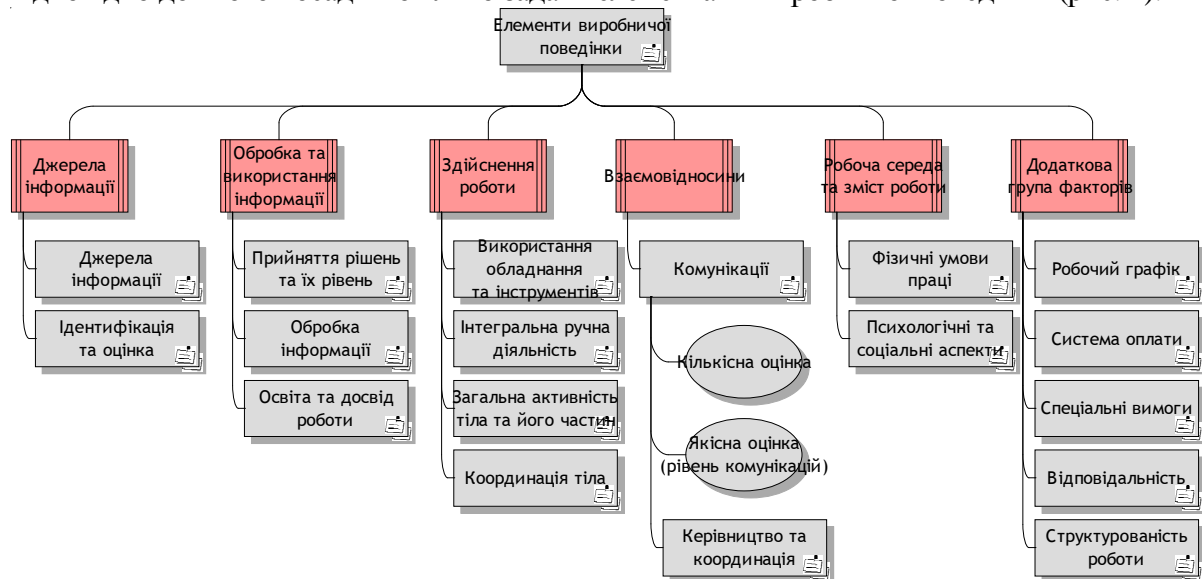 Елементи виробничої
поведінки
Джерела
інформації
Обробка та
використання
інформації
Здійснення
роботи
Взаємовідносини
Робоча середа
та зміст роботи
Додаткова
група факторів
Джерела
інформації
Ідентифікація
та оцінка
Прийняття рішень
та їх рівень
Обробка
інформації
Освіта та досвід
роботи
Використання
обладнання
та інструментів
Інтегральна ручна
діяльність
Загальна активність
тіла та його частин
Координація тіла
Комунікації
Кількісна оцінка
Якісна оцінка
(рівень комунікацій)
Керівництво та
координація
Фізичні умови
праці
Психологічні та
соціальні аспекти
Робочий графік
Система оплати
Спеціальні вимоги
Відповідальність
Структурованість
роботи